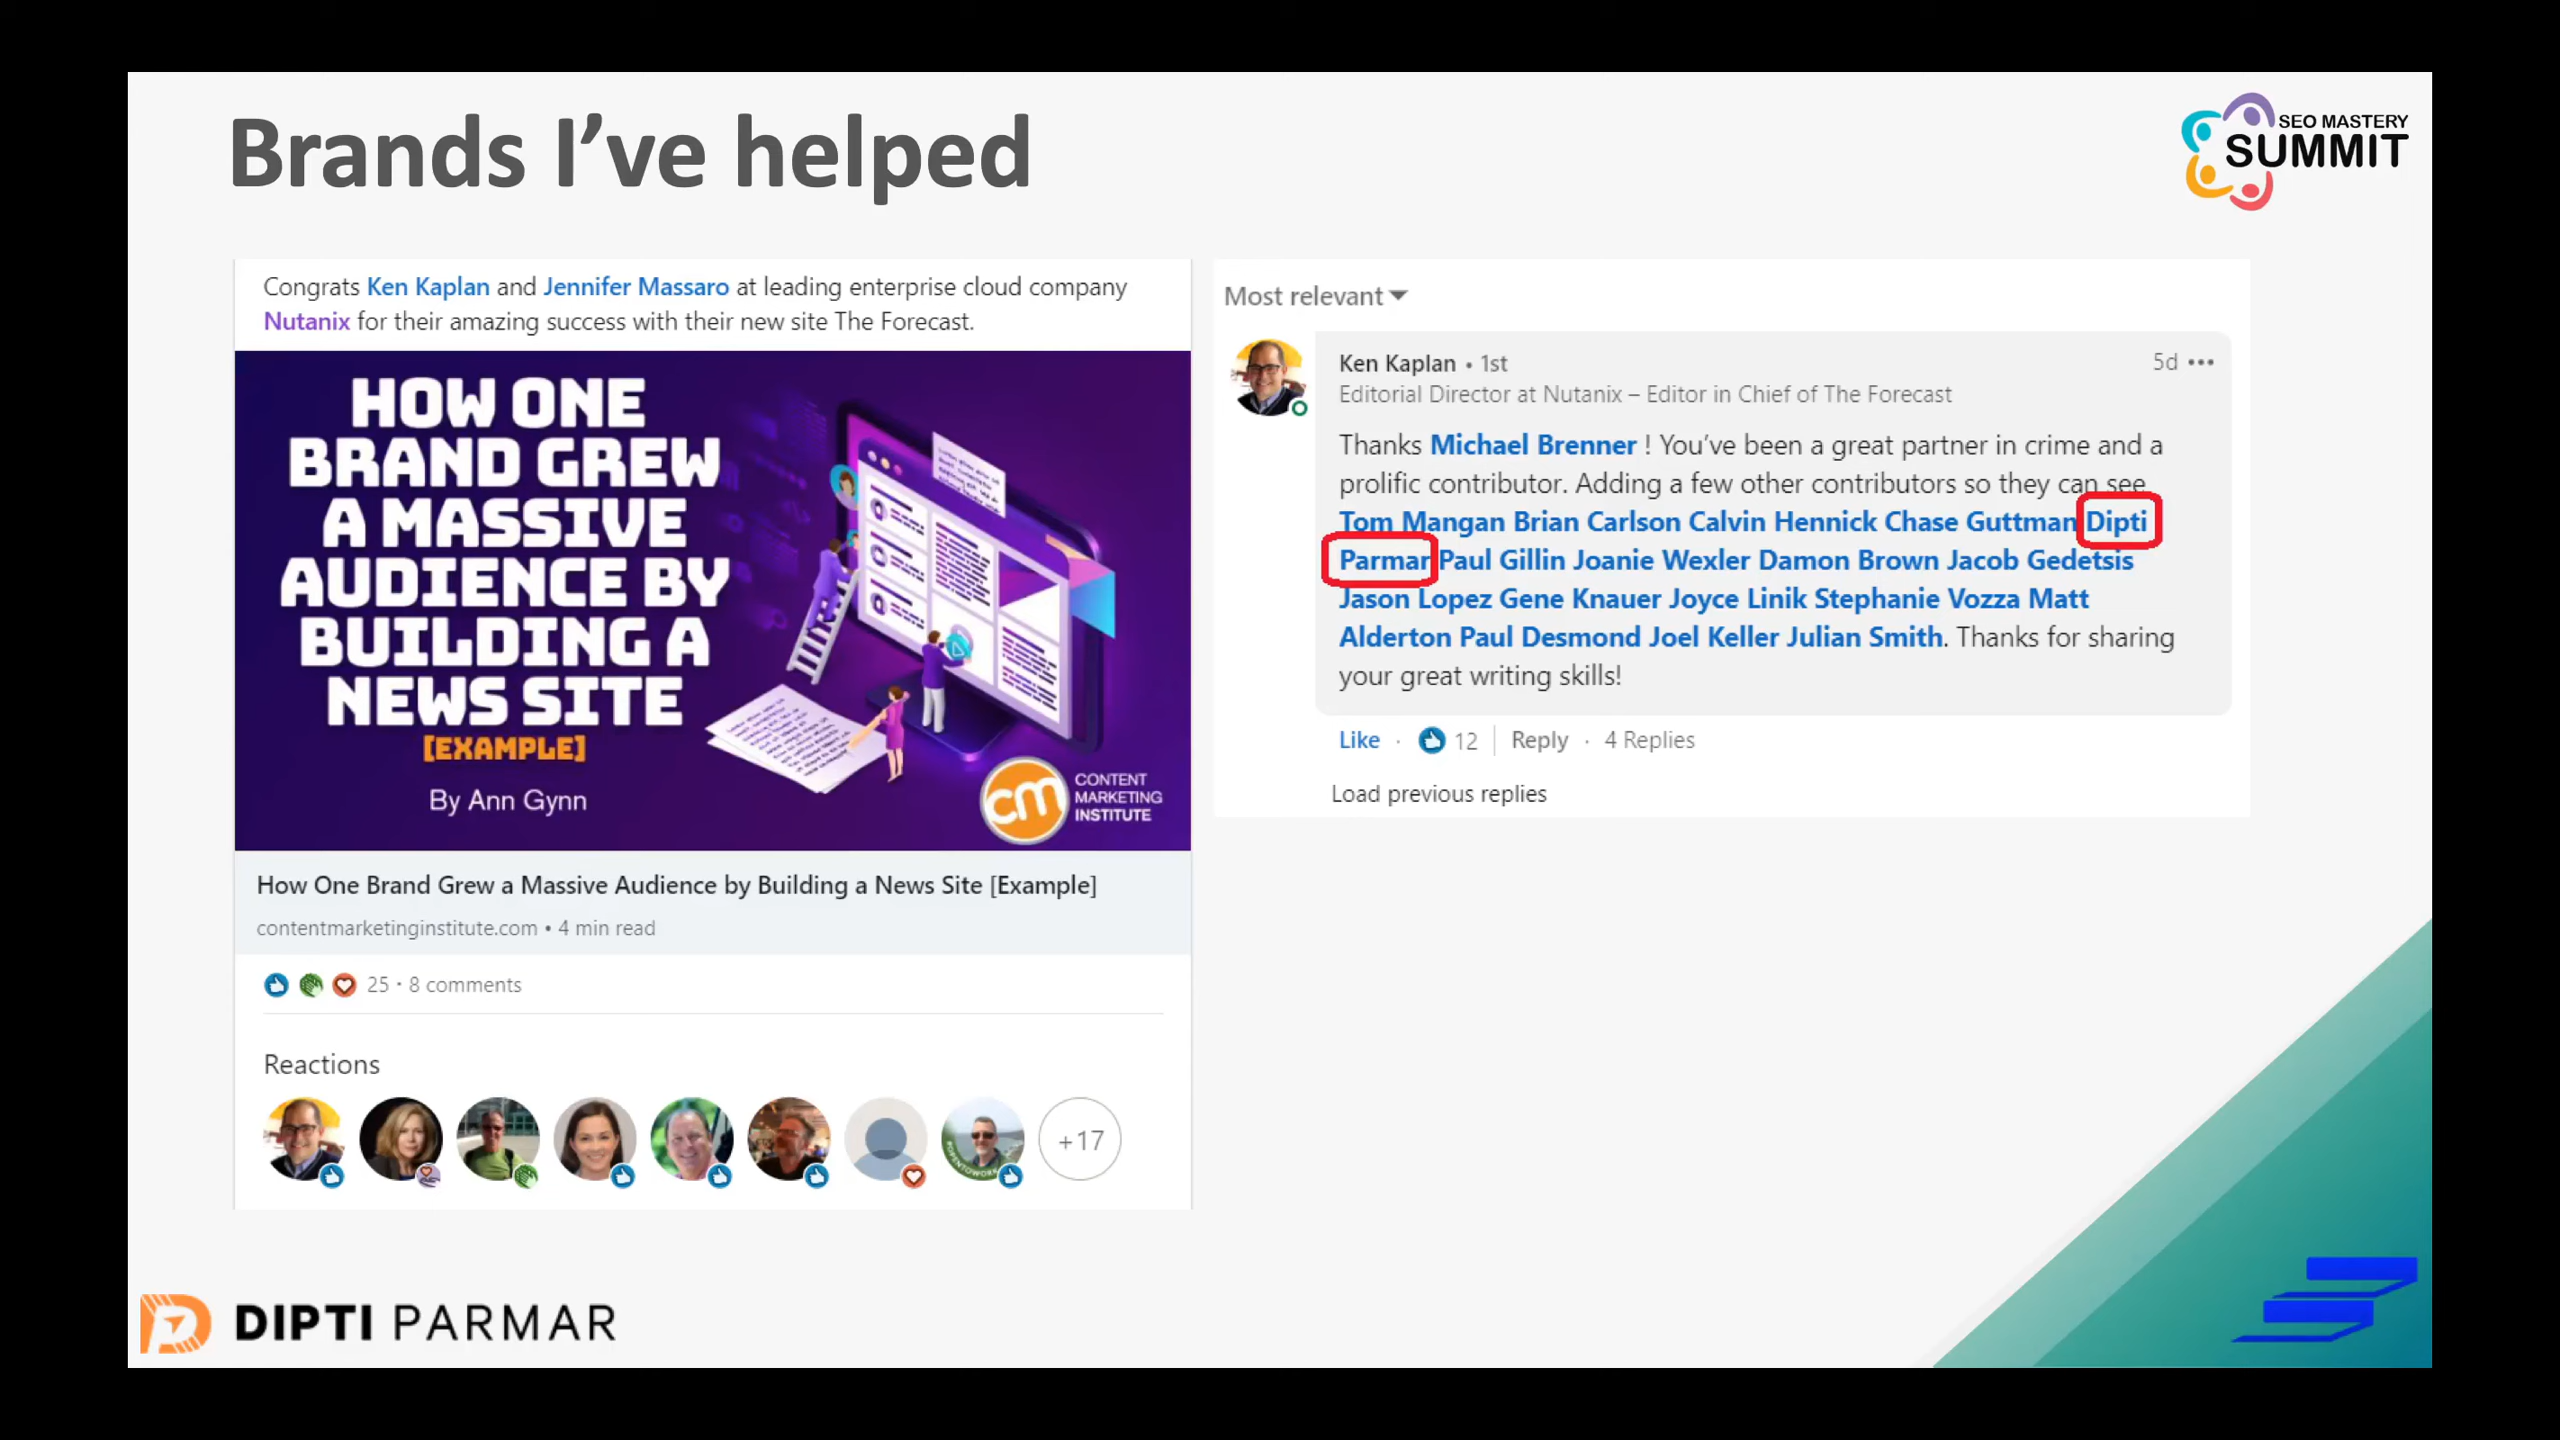 Brands I’ve helped
SEO MASTERY
SUMMIT
Congrats Ken Kaplan and Jennifer Massaro at leading enterprise cloud company
Nutanix for their amazing success with their new site The Forecast.
HOW ONE
BRAND GREW
A MASSIVE
AUDIENCE BY
BUILDING A
NEWS SITE
[EXAMPLE]
By Ann Gynn
cm
CONTENT
MARKETING
INSTITUTE
How One Brand Grew a Massive Audience by Building a News Site [Example]
contentmarketinginstitute.com • 4 min read
25 · 8 comments
Reactions
#OPENTOWORK
+17
Most relevant
Ken Kaplan • 1st
5d •••
Editorial Director at Nutanix – Editor in Chief of The Forecast
Thanks Michael Brenner ! You’ve been a great partner in crime and a
prolific contributor. Adding a few other contributors so they can see
Tom Mangan Brian Carlson Calvin Hennick Chase Guttman Dipti
Parmar Paul Gillin Joanie Wexler Damon Brown Jacob Gedetsis
Jason Lopez Gene Knauer Joyce Linik Stephanie Vozza Matt
Alderton Paul Desmond Joel Keller Julian Smith. Thanks for sharing
your great writing skills!
Like · 12 | Reply · 4 Replies
Load previous replies
DIPTI PARMAR